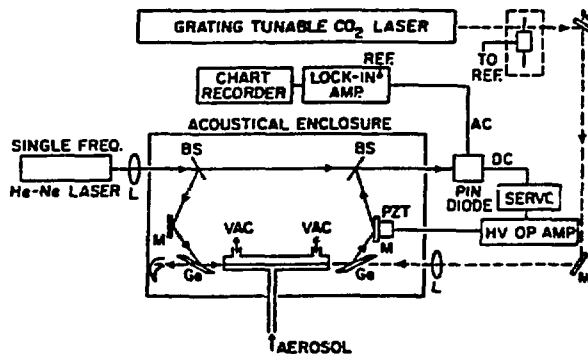 GRATING TUNABLE CO2 LASER
TO
REF.
REF.
CHART
RECORDER
LOCK-IN
AMP.
AC
ACOUSTICAL ENCLOSURE
SINGLE FREQ.
He-Ne LASER
L
BS
BS
DC
PIN
DIODE
SERVO
HV OP AMP
PZT
M
M
VAC
VAC
Ge
Ge
L
M
AEROSOL